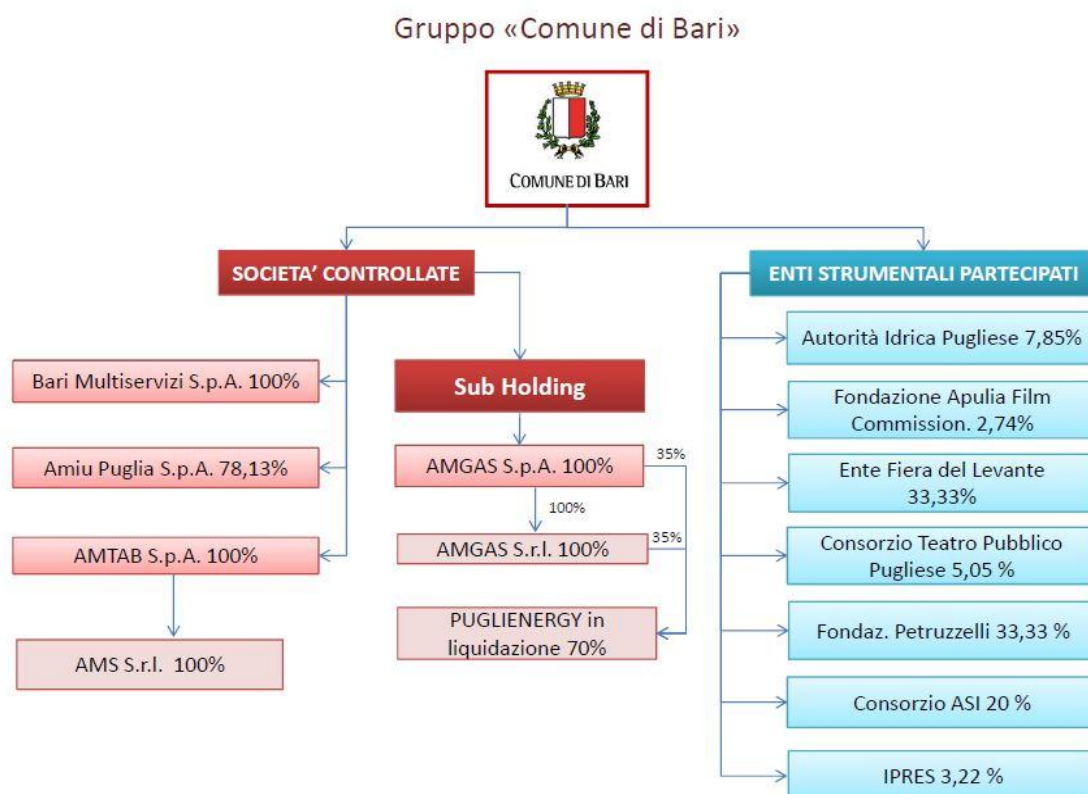 Gruppo «Comune di Bari»
COMUNE DI BARI
SOCIETA’ CONTROLLATE
Bari Multiservizi S.p.A. 100%
Amiu Puglia S.p.A. 78,13%
AMTAB S.p.A. 100%
AMS S.r.l. 100%
Sub Holding
AMGAS S.p.A. 100%
35%
100%
AMGAS S.r.l. 100%
35%
PUGLIENERGY in
liquidazione 70%
ENTI STRUMENTALI PARTECIPATI
Autorità Idrica Pugliese 7,85%
Fondazione Apulia Film
Commission. 2,74%
Ente Fiera del Levante
33,33%
Consorzio Teatro Pubblico
Pugliese 5,05 %
Fondaz. Petruzzelli 33,33 %
Consorzio ASI 20 %
IPRES 3,22 %